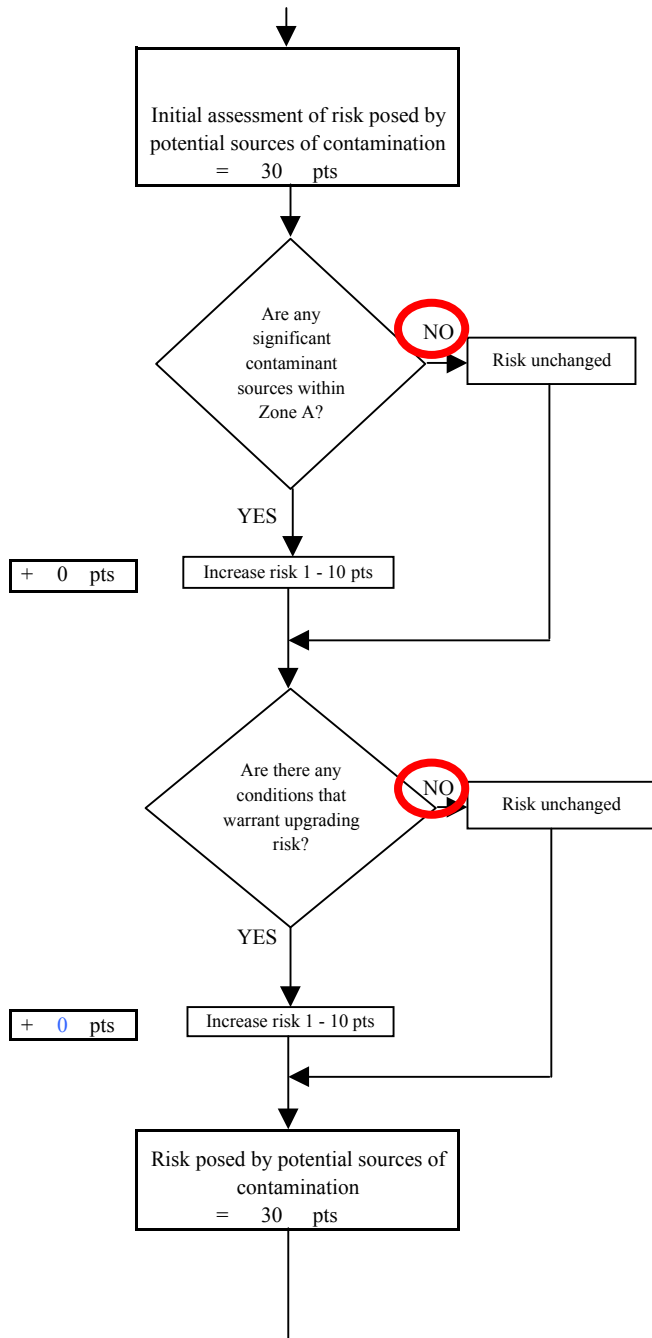 Initial assessment of risk posed by
potential sources of contamination
= 30 pts
Are any
significant
contaminant
sources within
Zone A?
NO
Risk unchanged
YES
+ 0 pts
Increase risk 1 - 10 pts
Are there any
conditions that
warrant upgrading
risk?
NO
Risk unchanged
YES
+ 0 pts
Increase risk 1 - 10 pts
Risk posed by potential sources of
contamination
= 30 pts